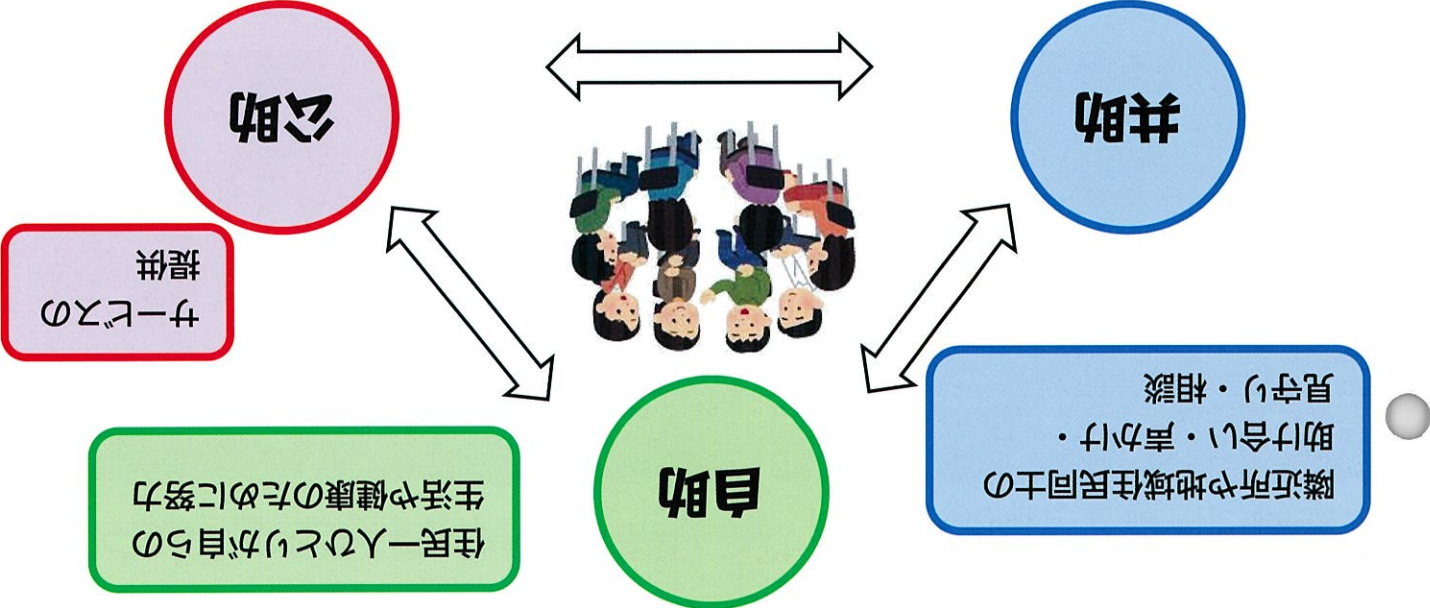 自助
住民一人ひとりが自らの
生活や健康のために努力
隣近所や地域住民同士の
助け合い・声かけ・
見守り・相談
共助
サービスの
提供
公助